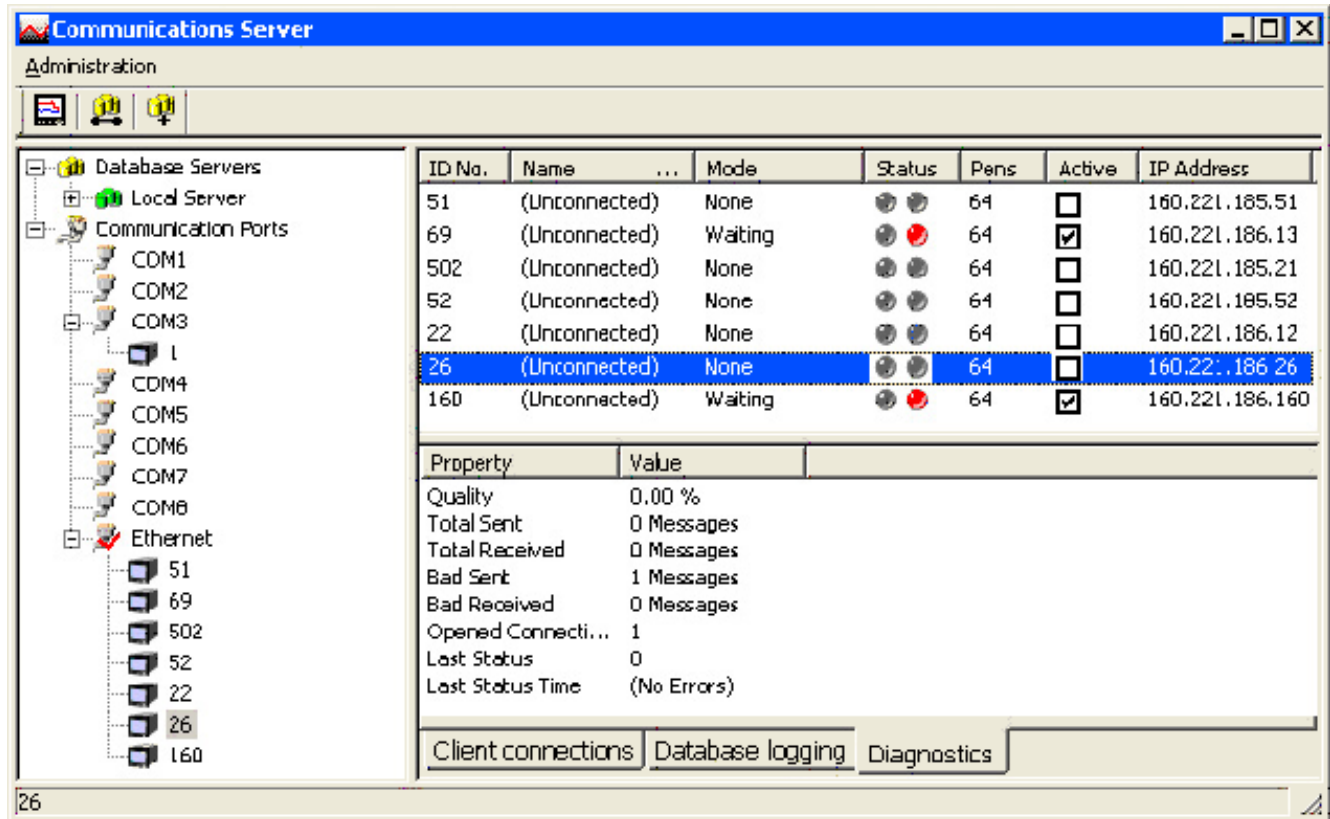 Communications Server
Administration
Database Servers
Local Server
Communication Ports
COM1
COM2
COM3
1
COM4
COM5
COM6
COM7
COM8
Ethernet
51
69
502
52
22
26
160
ID No. Name ... Mode Status Pens Active IP Address
51 (Unconnected) None 64 160.221.185.51
69 (Unconnected) Waiting 64 160.221.186.13
502 (Unconnected) None 64 160.221.185.21
52 (Unconnected) None 64 160.221.185.52
22 (Unconnected) None 64 160.221.186.12
26 (Unconnected) None 64 160.221.186.26
160 (Unconnected) Waiting 64 160.221.186.160
Property Value
Quality 0.00 %
Total Sent 0 Messages
Total Received 0 Messages
Bad Sent 1 Messages
Bad Received 0 Messages
Opened Connecti... 1
Last Status 0
Last Status Time (No Errors)
Client connections Database logging Diagnostics
26